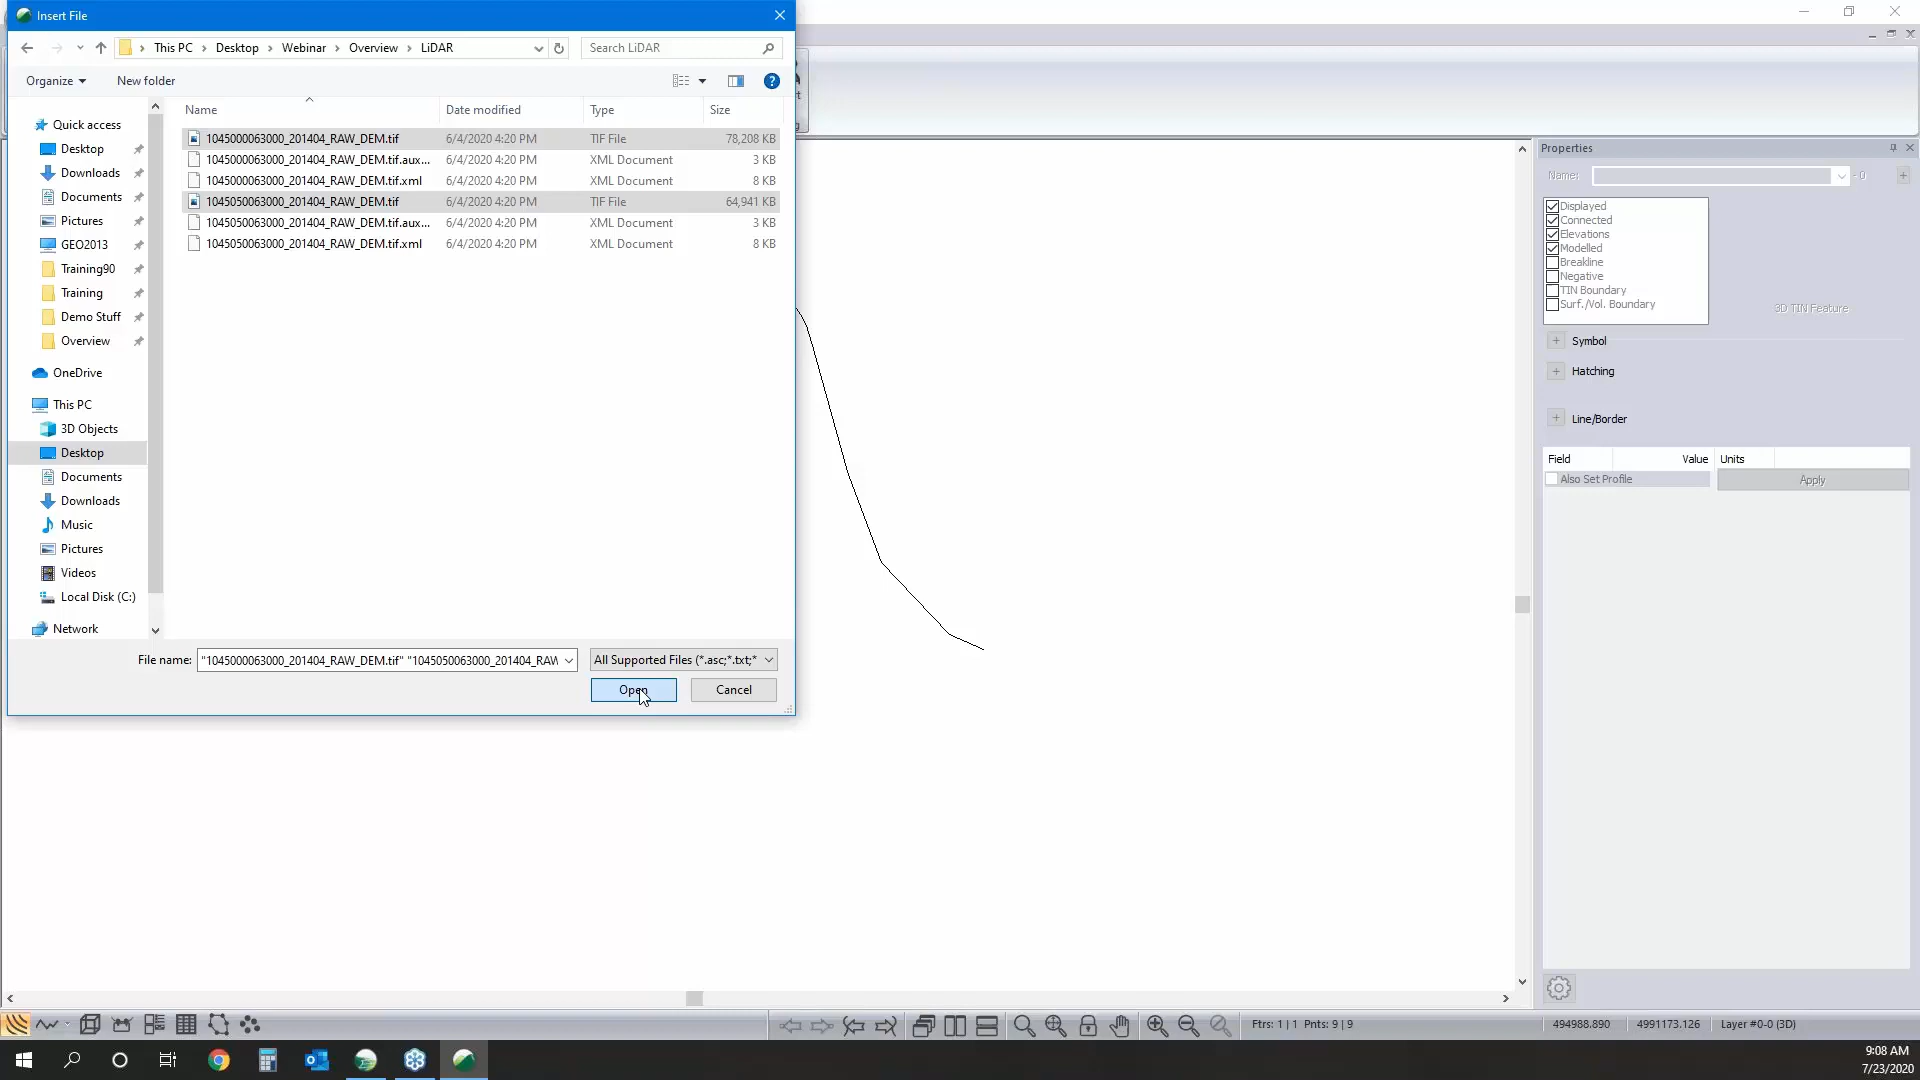 Insert File
This PC > Desktop > Webinar > Overview > LiDAR
Search LiDAR
Organize
New folder
Name
Date modified
Type
Size
1045000063000_201404_RAW_DEM.tif 6/4/2020 4:20 PM TIF File 78,208 KB
1045000063000_201404_RAW_DEM.tif.aux... 6/4/2020 4:20 PM XML Document 3 KB
1045000063000_201404_RAW_DEM.tif.xml 6/4/2020 4:20 PM XML Document 8 KB
1045050063000_201404_RAW_DEM.tif 6/4/2020 4:20 PM TIF File 64,941 KB
1045050063000_201404_RAW_DEM.tif.aux... 6/4/2020 4:20 PM XML Document 3 KB
1045050063000_201404_RAW_DEM.tif.xml 6/4/2020 4:20 PM XML Document 8 KB
Quick access
Desktop
Downloads
Documents
Pictures
GEO2013
Training90
Training
Demo Stuff
Overview
OneDrive
This PC
3D Objects
Desktop
Documents
Downloads
Music
Pictures
Videos
Local Disk (C:)
Network
File name:
"1045000063000_201404_RAW_DEM.tif" "1045050063000_201404_RAW
All Supported Files (*.asc;*.txt;*
Open
Cancel
Properties
Name:
- 0
Displayed
Connected
Elevations
Modelled
Breakline
Negative
TIN Boundary
Surf./Vol. Boundary
3D TIN Feature
Symbol
Hatching
Line/Border
Field Value Units
Also Set Profile
Apply
Ftrs: 1 | 1 Pnts: 9 | 9
494988.890
4991173.126
Layer #0-0 (3D)
9:08 AM
7/23/2020